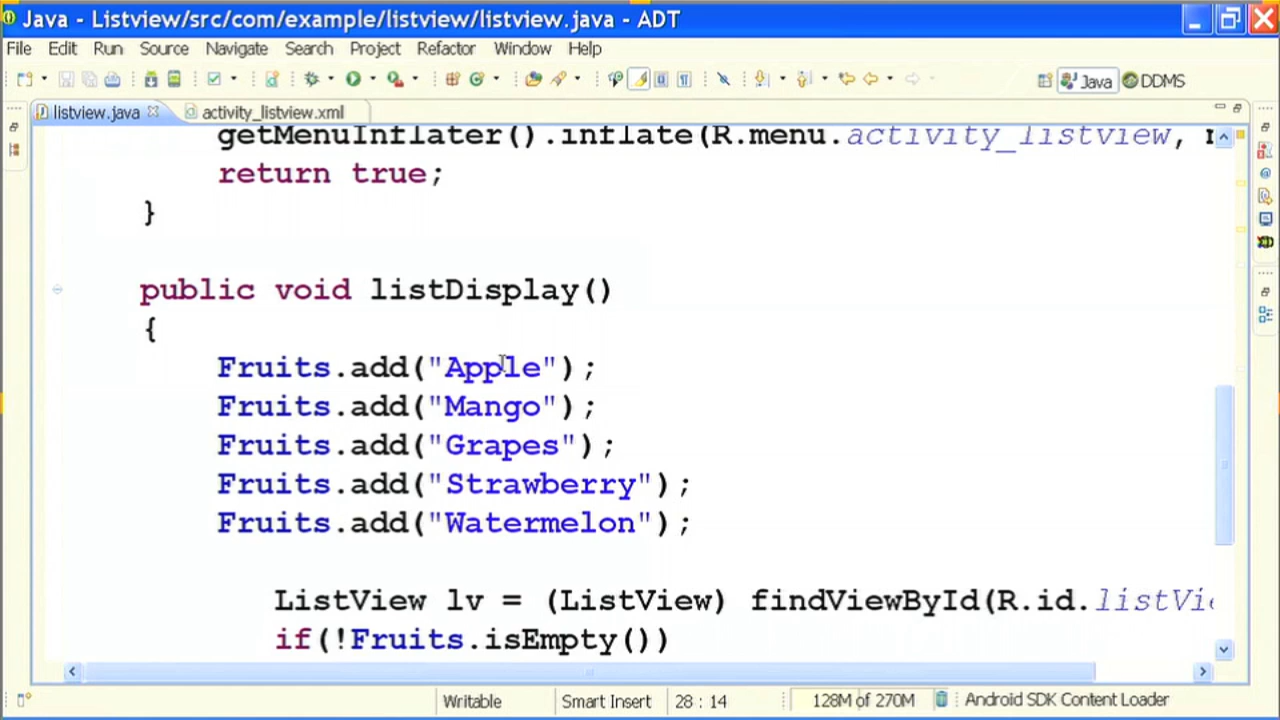 Java - Listview/src/com/example/listview/listview.java - ADT
File Edit Run Source Navigate Search Project Refactor Window Help
Java DDMS
listview.java activity_listview.xml
getMenuInflater().inflate(R.menu.activity_listview,
return true;
}
public void listDisplay()
{
Fruits.add("Apple");
Fruits.add("Mango");
Fruits.add("Grapes");
Fruits.add("Strawberry");
Fruits.add("Watermelon");
ListView lv = (ListView) findViewById(R.id.listVi
if(!Fruits.isEmpty())
Writable Smart Insert 28 : 14 128M of 270M Android SDK Content Loader